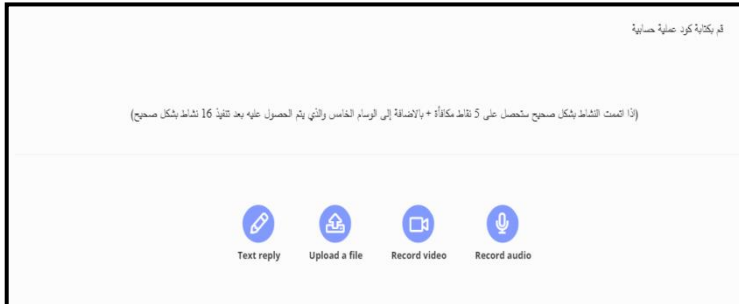 قم بكتابة كود عملية حسابية
(اذا اتممت النشاط بشكل صحيح ستحصل على 5 نقاط مكافأة + بالاضافة إلى الوسام الخامس والذي يتم الحصول عليه بعد تنفيذ 16 نشاط بشكل صحيح)
Text reply Upload a file Record video Record audio